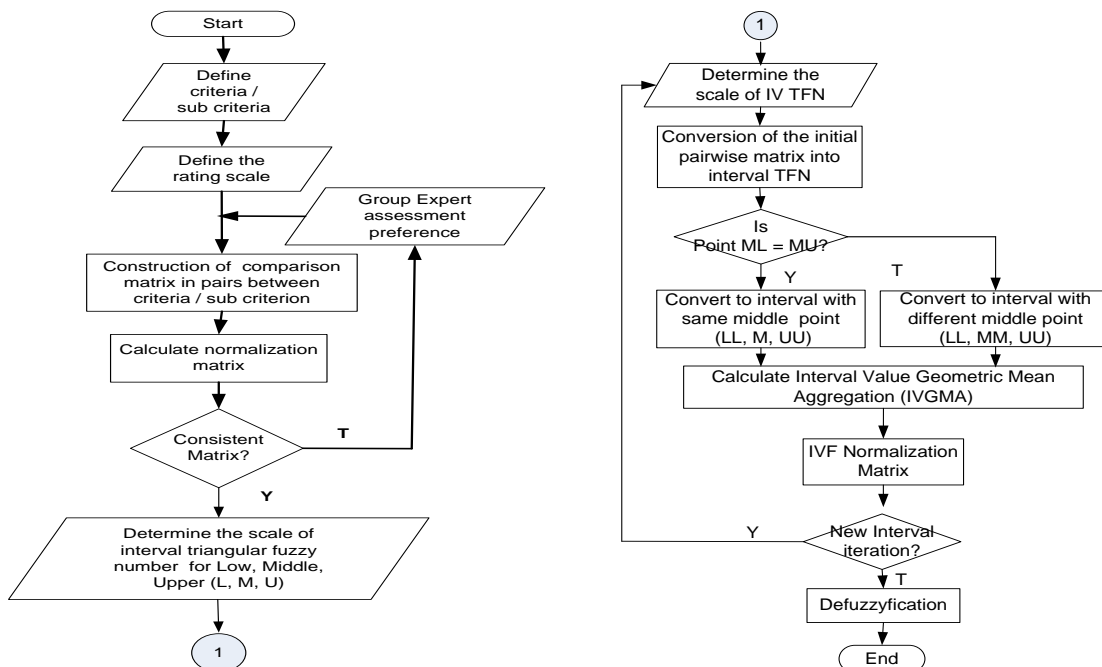 Start
Define
criteria /
sub criteria
Define the
rating scale
Group Expert
assessment
preference
Construction of comparison
matrix in pairs between
criteria / sub criterion
Calculate normalization
matrix
Consistent
Matrix?
T
Y
Determine the scale of
interval triangular fuzzy
number for Low, Middle,
Upper (L, M, U)
1
1
Determine the
scale of IV TFN
Conversion of the initial
pairwise matrix into
interval TFN
Is
Point ML = MU?
Y
T
Convert to interval with
same middle point
(LL, M, UU)
Convert to interval with
different middle point
(LL, MM, UU)
Calculate Interval Value Geometric Mean
Aggregation (IVGMA)
IVF Normalization
Matrix
New Interval
iteration?
Y
T
Defuzzyfication
End